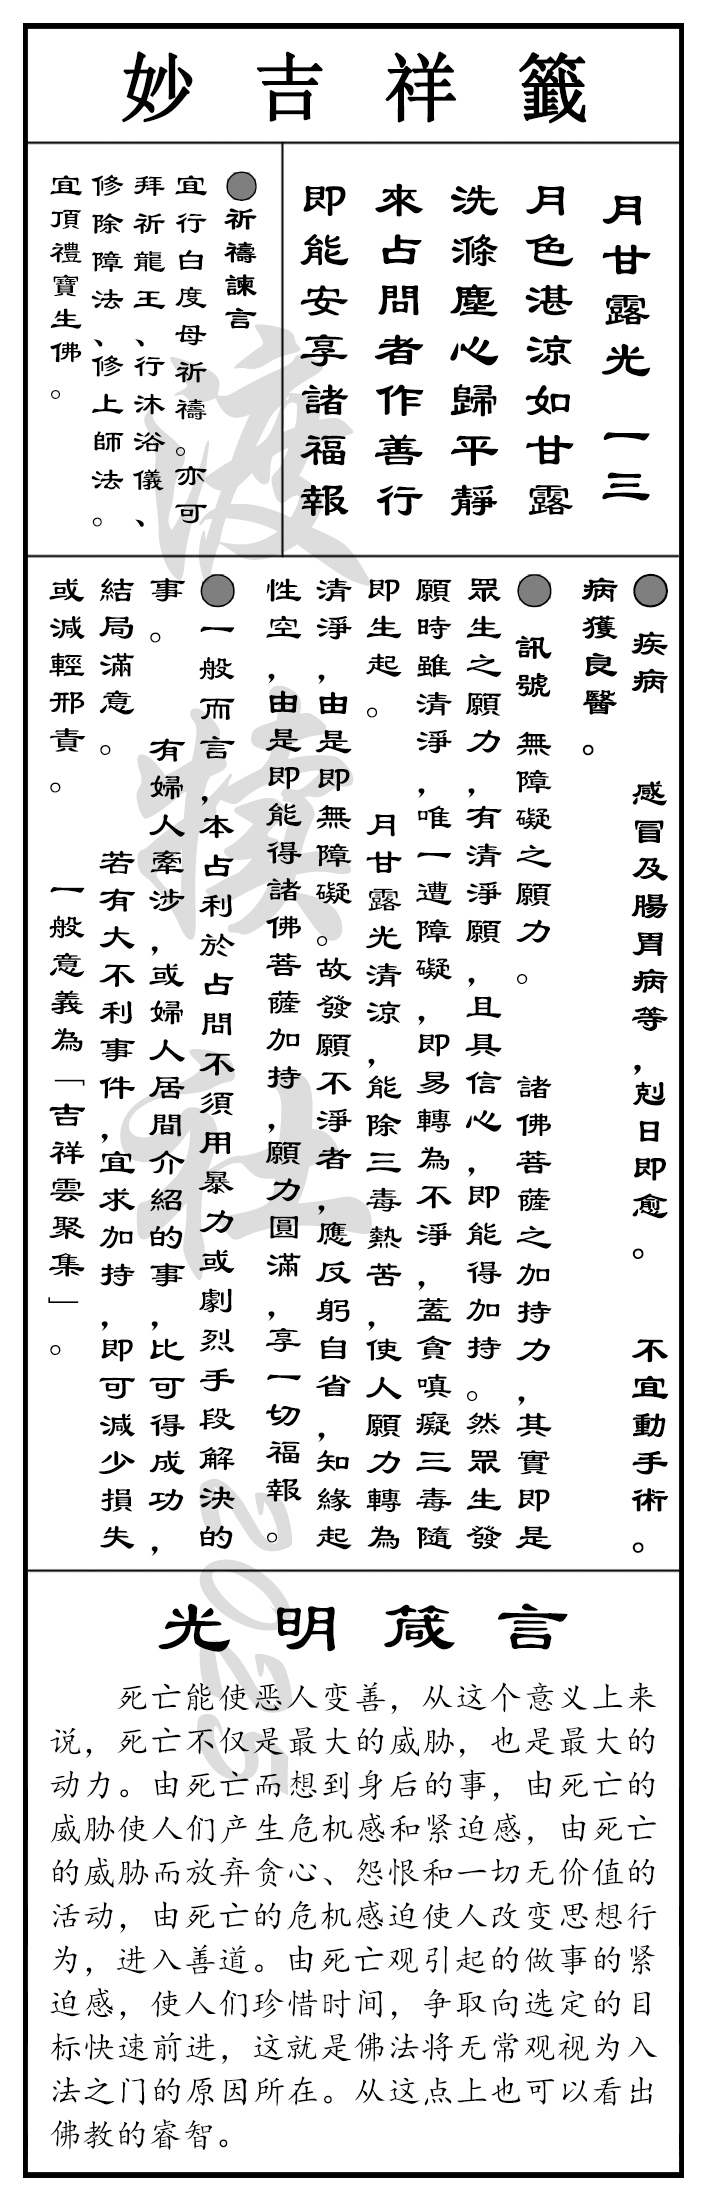 妙吉祥籤
月甘露光 一三
月色湛涼如甘露
洗滌塵心歸平靜
來占問者作善行
即能安享諸福報
●祈禱諫言
宜行白度母祈禱。亦可
拜祈龍王、行沐浴儀、
修除障法、修上師法。
宜頂禮寶生佛。
● 疾病 感冒及腸胃病等，剋日即愈。 不宜動手術。
病獲良醫。
● 訊號 無障礙之願力。 諸佛菩薩之加持力，其實即是
眾生之願力，有清淨願，且具信心，即能得加持。然眾生發
願時雖清淨，唯一遭障礙，即易轉為不淨，蓋貪嗔癡三毒隨
即生起。 月甘露光清涼，能除三毒熱苦，使人願力轉為
清淨，由是即無障礙。故發願不淨者，應反躬自省，知緣起
性空，由是即能得諸佛菩薩加持，願力圓滿，享一切福報。
●一般而言，本占利於占問不須用暴力或劇烈手段解決的
事。 有婦人牽涉，或婦人居間介紹的事，比可得成功，
結局滿意。 若有大不利事件，宜求加持，即可減少損失
或減輕邪責。 一般意義為「吉祥雲聚集」。
光明箴言
死亡能使恶人变善，从这个意义上来
说，死亡不仅是最大的威胁，也是最大的
动力。由死亡而想到身后的事，由死亡的
威胁使人们产生危机感和紧迫感，由死亡
的威胁而放弃贪心、怨恨和一切无价值的
活动，由死亡的危机感迫使人改变思想行
为，进入善道。由死亡观引起的做事的紧
迫感，使人们珍惜时间，争取向选定的目
标快速前进，这就是佛法将无常观视为入
法之门的原因所在。从这点上也可以看出
佛教的睿智。
渡犊社 2025